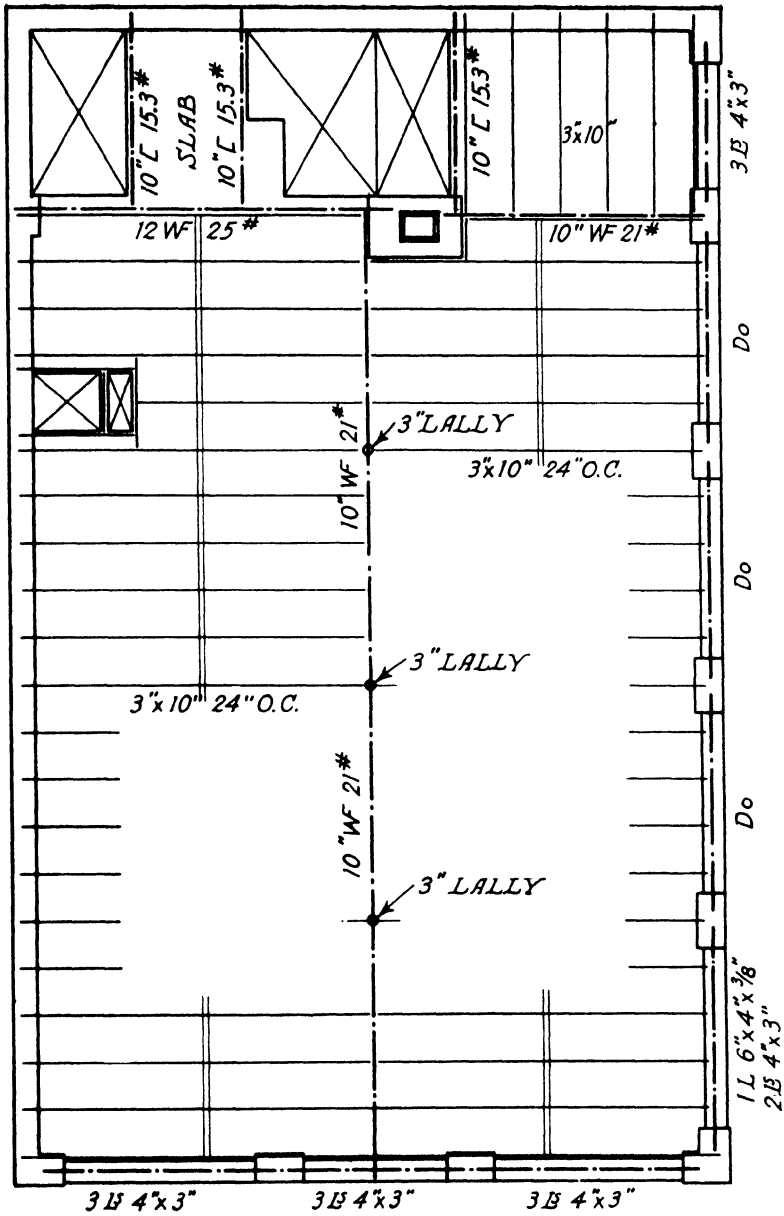 10"[ 15.3#
SLAB
10"[ 15.3#
10"[ 15.3#
3"x10"
3 Ls 4"x3"
12 WF 25#
10" WF 21#
Do
3" LALLY
10" WF 21#
3"x10" 24" O.C.
Do
3" LALLY
3"x10" 24" O.C.
10" WF 21#
Do
3" LALLY
1 L 6"x4"x3/8"
2 Ls 4"x3"
3 Ls 4"x3"
3 Ls 4"x3"
3 Ls 4"x3"